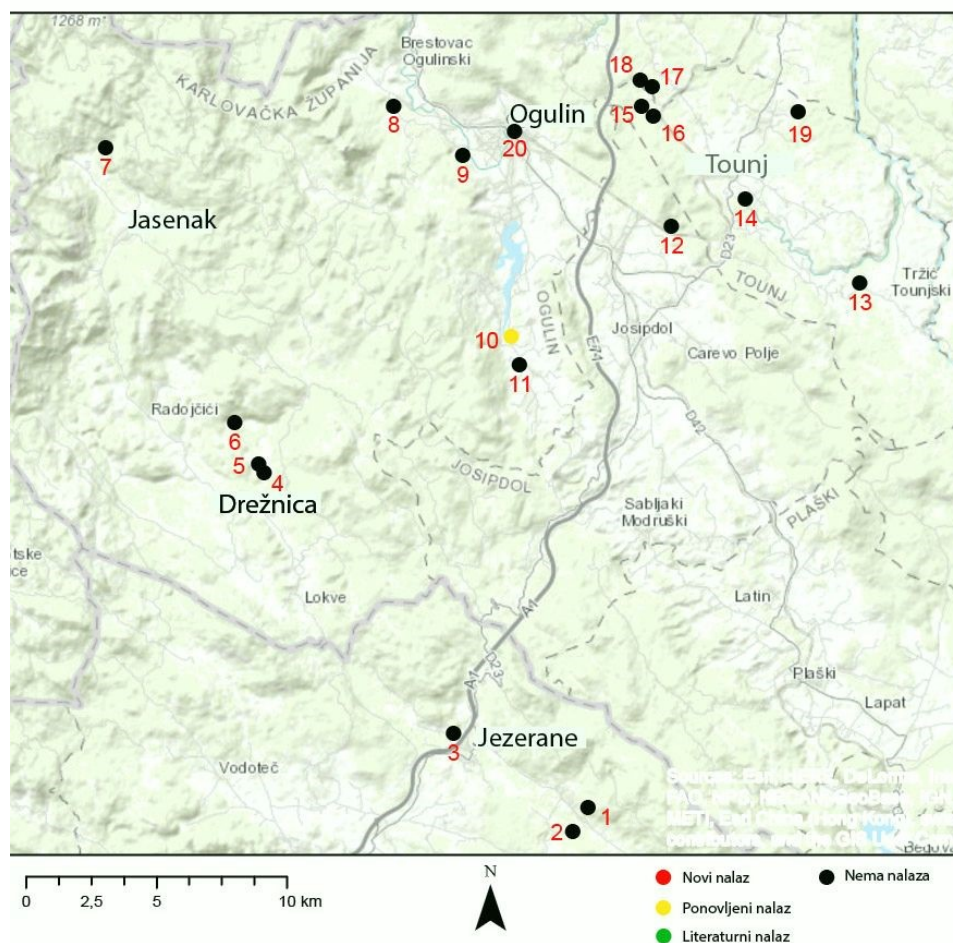 1268 m
Brestovac
Ogulinski
KARLOVAČKA ŽUPANIJA
18
17
8
Ogulin
15
16
19
20
7
9
Tounj
Jasenak
14
12
D23
TOUNJ
Tržić
Tounjski
13
OGULIN
Josipdol
10
E71
Carevo Polje
11
Radojčići
6
D42
5
4
JOSIPDOL
Drežnica
Sabljaki
Modruški
PLAŠKI
Lokve
Latin
A1
D23
Plaški
A1
Lapat
3
Jezerane
Vodoteč
1
2
0
2,5
5
10 km
N
Novi nalaz
Nema nalaza
Ponovljeni nalaz
Literaturni nalaz